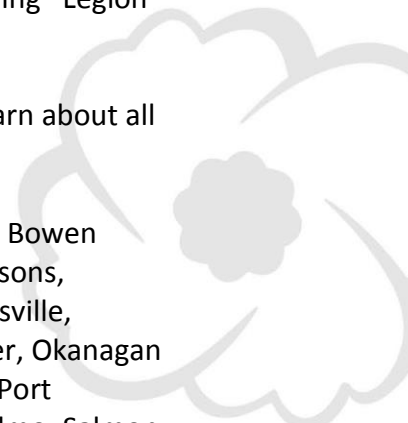 ing" Legion
arn about all
Bowen
sons,
sville,
er, Okanagan
Port
lmo, Salmon